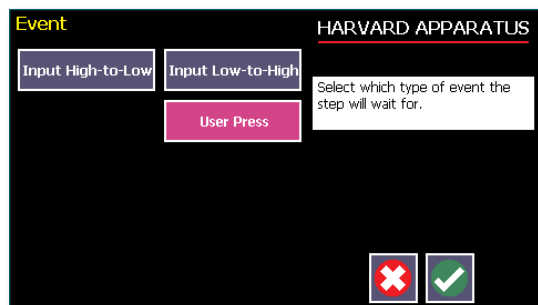 Event
HARVARD APPARATUS
Input High-to-Low
Input Low-to-High
Select which type of event the
step will wait for.
User Press